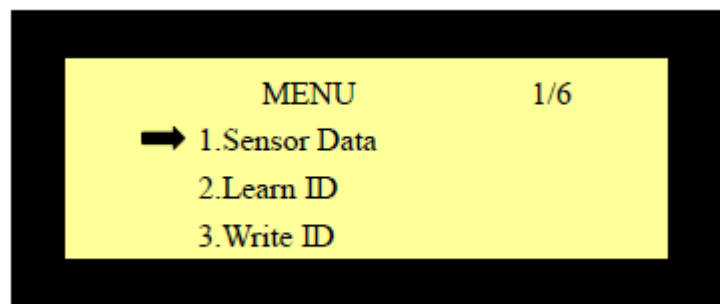 MENU 1/6
1.Sensor Data
2.Learn ID
3.Write ID